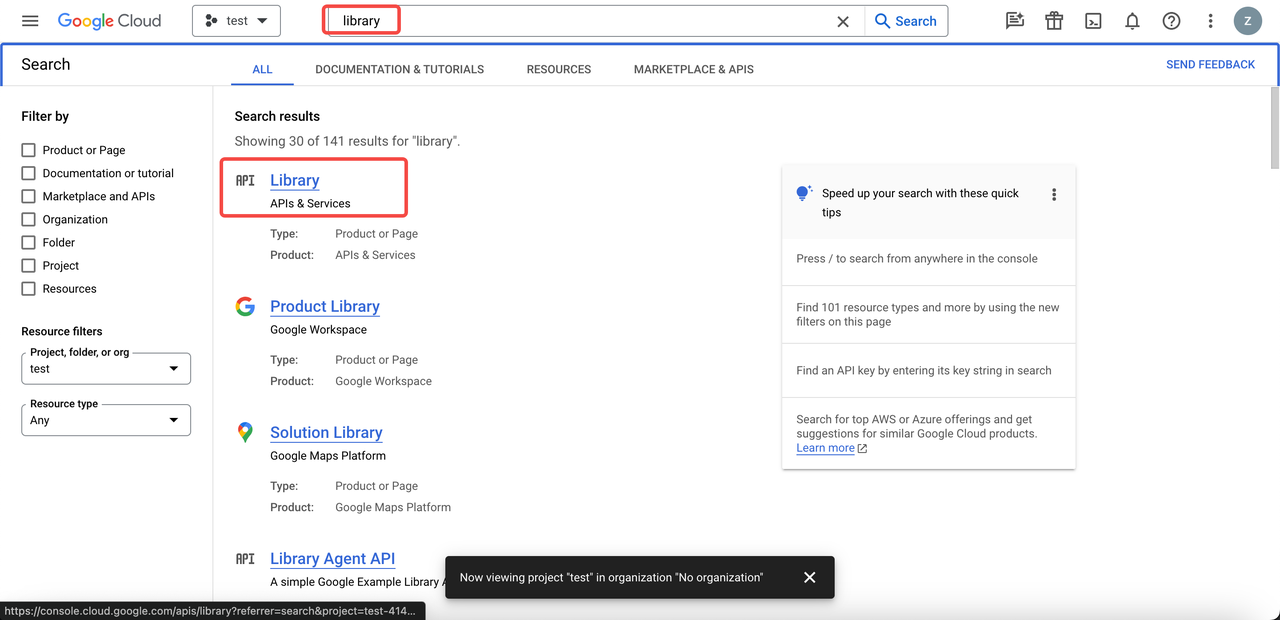 Google Cloud
test
library
Search
Z
Search
ALL
DOCUMENTATION & TUTORIALS
RESOURCES
MARKETPLACE & APIS
SEND FEEDBACK
Filter by
Product or Page
Documentation or tutorial
Marketplace and APIs
Organization
Folder
Project
Resources
Resource filters
Project, folder, or org
test
Resource type
Any
Search results
Showing 30 of 141 results for "library".
API
Library
APIs & Services
Type: Product or Page
Product: APIs & Services
Product Library
Google Workspace
Type: Product or Page
Product: Google Workspace
Solution Library
Google Maps Platform
Type: Product or Page
Product: Google Maps Platform
API
Library Agent API
A simple Google Example Library
Speed up your search with these quick
tips
Press / to search from anywhere in the console
Find 101 resource types and more by using the new
filters on this page
Find an API key by entering its key string in search
Search for top AWS or Azure offerings and get
suggestions for similar Google Cloud products.
Learn more
Now viewing project "test" in organization "No organization"
https://console.cloud.google.com/apis/library?referrer=search&project=test-414...